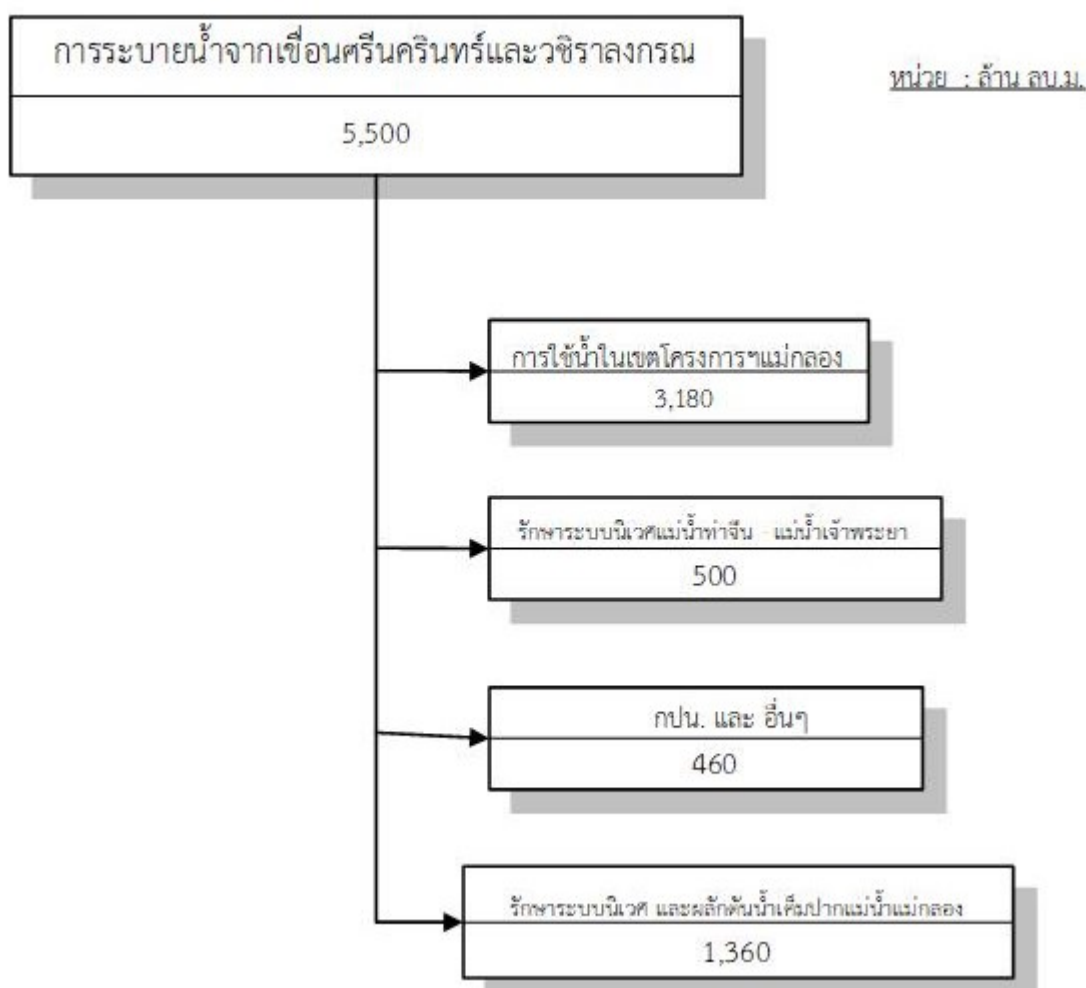 การระบายน้ำจากเขื่อนศรีนครินทร์และวชิราลงกรณ
5,500
หน่วย : ล้าน ลบ.ม.
การใช้น้ำในเขตโครงการฯแม่กลอง
3,180
รักษาระบบนิเวศแม่น้ำท่าจีน - แม่น้ำเจ้าพระยา
500
กปน. และ อื่นๆ
460
รักษาระบบนิเวศ และผลักดันน้ำเค็มปากแม่น้ำแม่กลอง
1,360